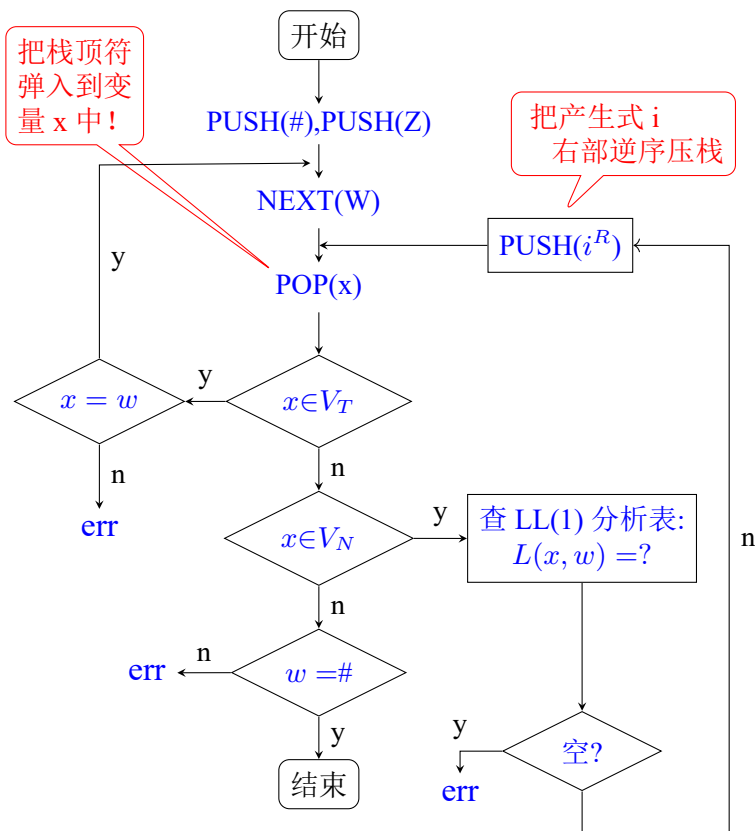 开始
把栈顶符
弹入到变
量 x 中！
PUSH(#),PUSH(Z)
把产生式 i
右部逆序压栈
NEXT(W)
PUSH(i^R)
y
POP(x)
x = w
y
x∈V_T
n
n
err
x∈V_N
y
查 LL(1) 分析表:
L(x, w) =?
n
n
err
n
w =#
y
y
空?
结束
err